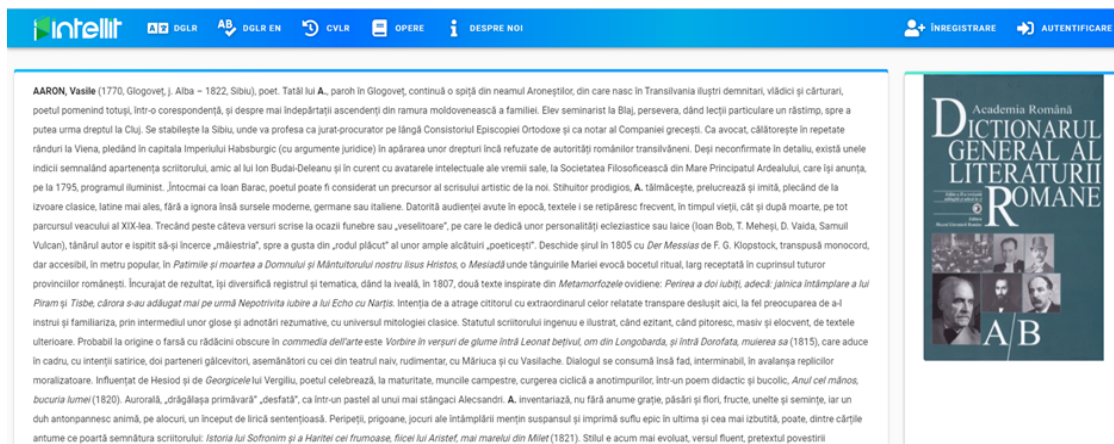 intellit
DGLR
DGLR EN
CVLR
OPERE
DESPRE NOI
ÎNREGISTRARE
AUTENTIFICARE
AARON, Vasile (1770, Glogoveț, j. Alba – 1822, Sibiu), poet. Tatăl lui A., paroh în Glogoveț, continuă o spiță din neamul Aroneștilor, din care nasc în Transilvania iluștri demnitari, vlădici și cărturari,
poetul pomenind totuși, într-o corespondență, și despre mai îndepărtații ascendenți din ramura moldovenească a familiei. Elev seminarist la Blaj, persevera, dând lecții particulare un răstimp, spre a
putea urma dreptul la Cluj. Se stabilește la Sibiu, unde va profesa ca jurat-procurator pe lângă Consistoriul Episcopiei Ortodoxe și ca notar al Companiei grecești. Ca avocat, călătorește în repetate
rânduri la Viena, pledând în capitala Imperiului Habsburgic (cu argumente juridice) în apărarea unor drepturi încă refuzate de autorități românilor transilvăneni. Deși neconfirmate în detaliu, există unele
indicii semnalând apartenența scriitorului, amic al lui Ion Budai-Deleanu și în curent cu avatarele intelectuale ale vremii sale, la Societatea Filosoficească din Mare Principatul Ardealului, care își anunța,
pe la 1795, programul iluminist. „Întocmai ca Ioan Barac, poetul poate fi considerat un precursor al scrisului artistic de la noi. Stihuitor prodigios, A. tălmăcește, prelucrează și imită, plecând de la
izvoare clasice, latine mai ales, fără a ignora însă sursele moderne, germane sau italiene. Datorită audienței avute în epocă, textele i se retipăresc frecvent, în timpul vieții, cât și după moarte, pe tot
parcursul veacului al XIX-lea. Trecând peste câteva versuri scrise la ocazii funebre sau „veselitoare”, pe care le dedică unor personalități ecleziastice sau laice (Ioan Bob, T. Meheși, D. Vaida, Samuil
Vulcan), tânărul autor e ispitit să-și încerce „măiestria”, spre a gusta din „rodul plăcut” al unor ample alcătuiri „poeticești”. Deschide șirul în 1805 cu Der Messias de F. G. Klopstock, transpusă monocord,
dar accesibil, în metru popular, în Patimile și moartea a Domnului și Mântuitorului nostru Iisus Hristos, o Mesiadă unde tânguirile Mariei evocă bocetul ritual, larg receptată în cuprinsul tuturor
provinciilor românești. Încurajat de rezultat, își diversifică registrul și tematica, dând la iveală, în 1807, două texte inspirate din Metamorfozele ovidiene: Perirea a doi iubiți, adecă: jalnica întâmplare a lui
Piram și Tisbe, cărora s-au adăugat mai pe urmă Nepotrivita iubire a lui Echo cu Narțis. Intenția de a atrage cititorul cu extraordinarul celor relatate transpare deslușit aici, la fel preocuparea de a-l
instrui și familiariza, prin intermediul unor glose și adnotări rezumative, cu universul mitologiei clasice. Statutul scriitorului ingenuu e ilustrat, când ezitant, când pitoresc, masiv și elocvent, de textele
ulterioare. Probabil la origine o farsă cu rădăcini obscure în commedia dell'arte este Vorbire în verșuri de glume întră Leonat bețivul, om din Longobarda, și întră Dorofata, muierea sa (1815), care aduce
în cadru, cu intenții satirice, doi parteneri gâlcevitori, asemănători cu cei din teatrul naiv, rudimentar, cu Măriuca și cu Vasilache. Dialogul se consumă însă fad, interminabil, în avalanșa replicilor
moralizatoare. Influențat de Hesiod și de Georgicele lui Vergiliu, poetul celebrează, la maturitate, muncile campestre, curgerea ciclică a anotimpurilor, într-un poem didactic și bucolic, Anul cel mănos,
bucuria lumei (1820). Aurorală, „drăgălașa primăvară” „desfată”, ca într-un pastel al unui mai stângaci Alecsandri. A. inventariază, nu fără anume grație, păsări și flori, fructe, unelte și semințe, iar un
duh antonpannesc animă, pe alocuri, un început de lirică sentențioasă. Peripeții, prigoane, jocuri ale întâmplării mențin suspansul și imprimă suflu epic în ultima și cea mai izbutită, poate, dintre cărțile
antume ce poartă semnătura scriitorului: Istoria lui Sofronim și a Haritei cei frumoase, fiicei lui Aristef, mai marelui din Milet (1821). Stilul e acum mai evoluat, versul fluent, pretextul povestirii
Academia Română
DICȚIONARUL
GENERAL AL
LITERATURII
ROMÂNE
A/B